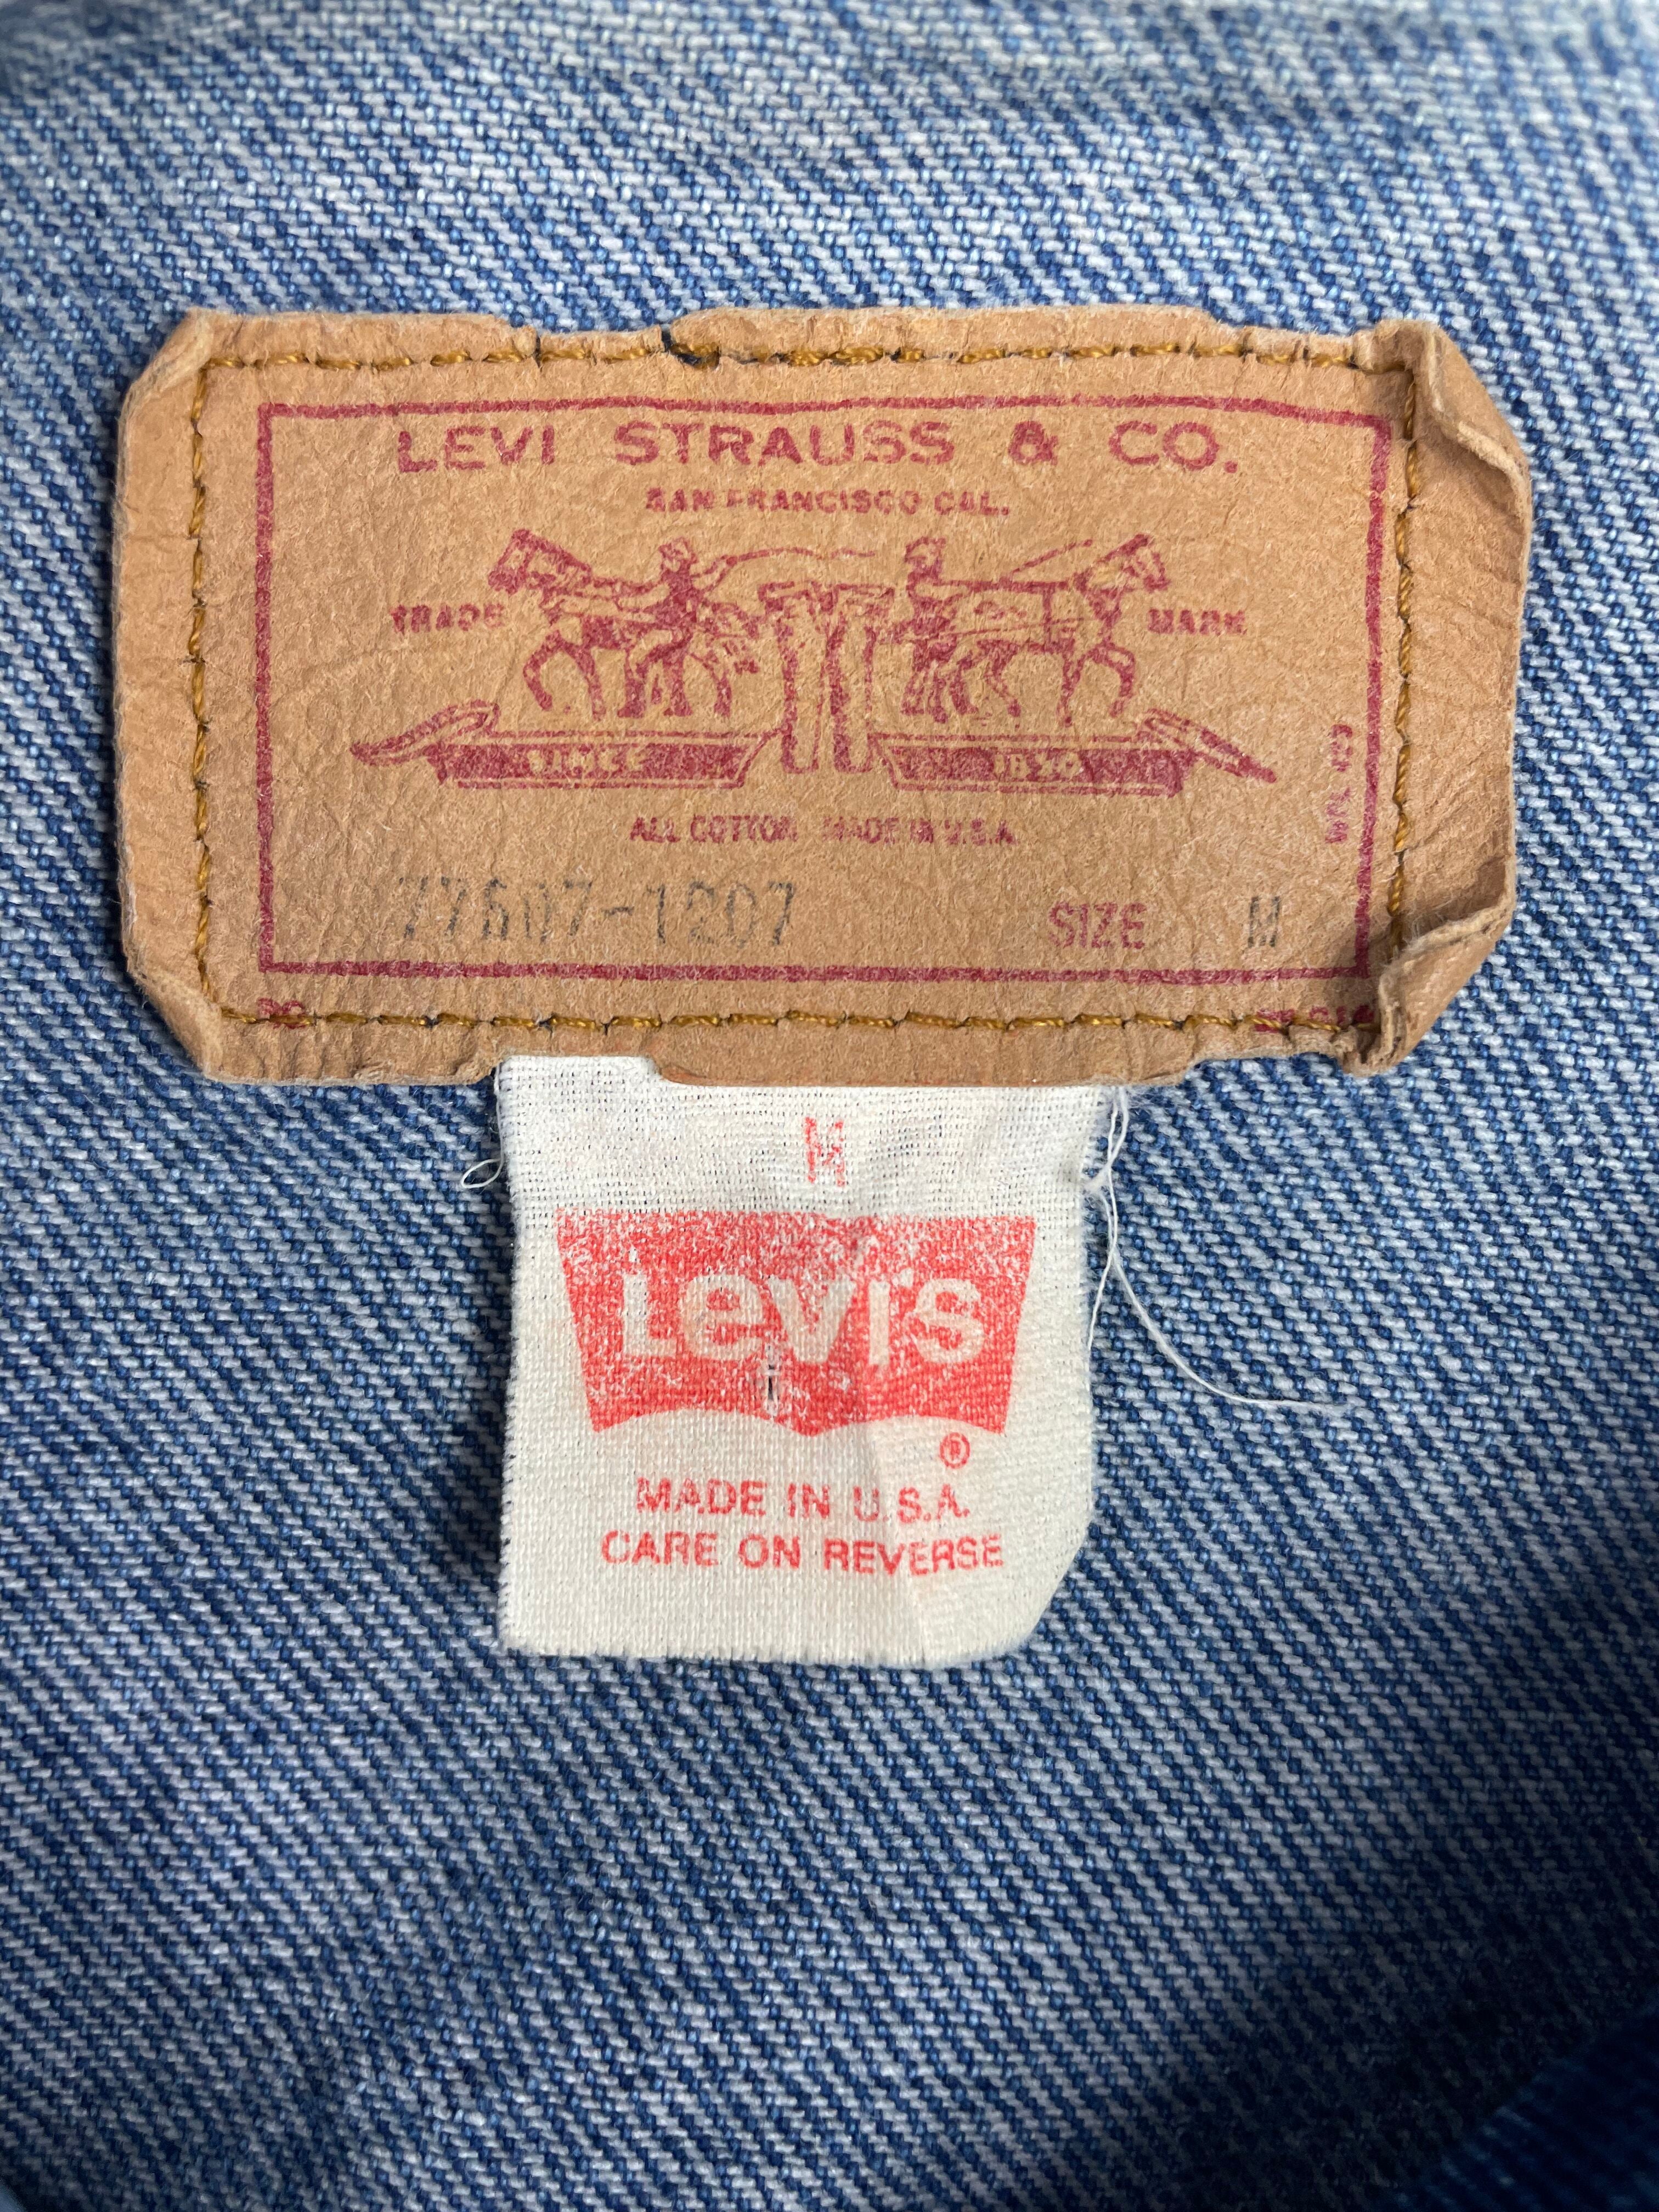 LEVI STRAUSS & CO.
SAN FRANCISCO CAL.
TRADE MARK
SINCE
ALL COTTON MADE IN U.S.A.
77607-1207 SIZE M
M
Levi's
®
MADE IN U.S.A.
CARE ON REVERSE